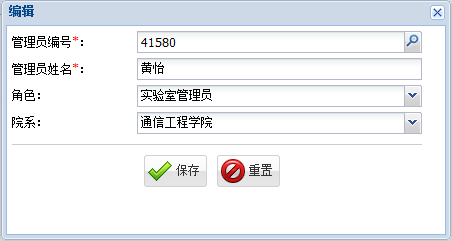 编辑
管理员编号*: 41580
管理员姓名*: 黄怡
角色: 实验室管理员
院系: 通信工程学院
保存 重置